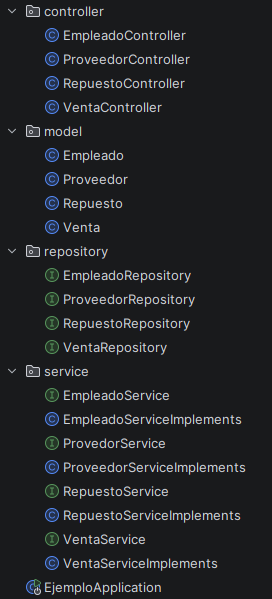 controller
EmpleadoController
ProveedorController
RepuestoController
VentaController
model
Empleado
Proveedor
Repuesto
Venta
repository
EmpleadoRepository
ProveedorRepository
RepuestoRepository
VentaRepository
service
EmpleadoService
EmpleadoServiceImplements
ProvedorService
ProveedorServiceImplements
RepuestoService
RepuestoServiceImplements
VentaService
VentaServiceImplements
EjemploApplication